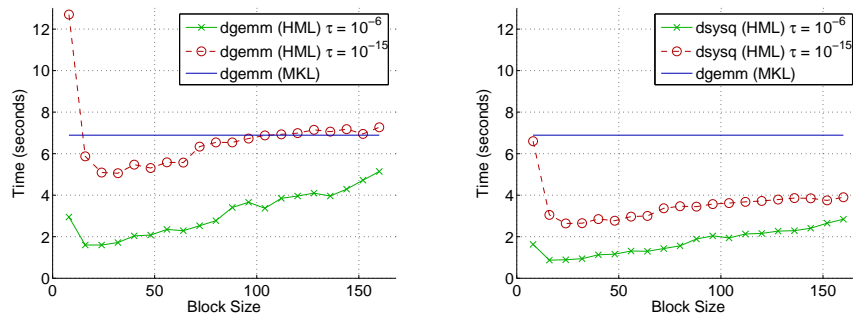 dgemm (HML) τ = 10⁻⁶
dgemm (HML) τ = 10⁻¹⁵
dgemm (MKL)
12
10
8
6
4
2
0
Time (seconds)
0 50 100 150
Block Size
dsysq (HML) τ = 10⁻⁶
dsysq (HML) τ = 10⁻¹⁵
dgemm (MKL)
12
10
8
6
4
2
0
Time (seconds)
0 50 100 150
Block Size